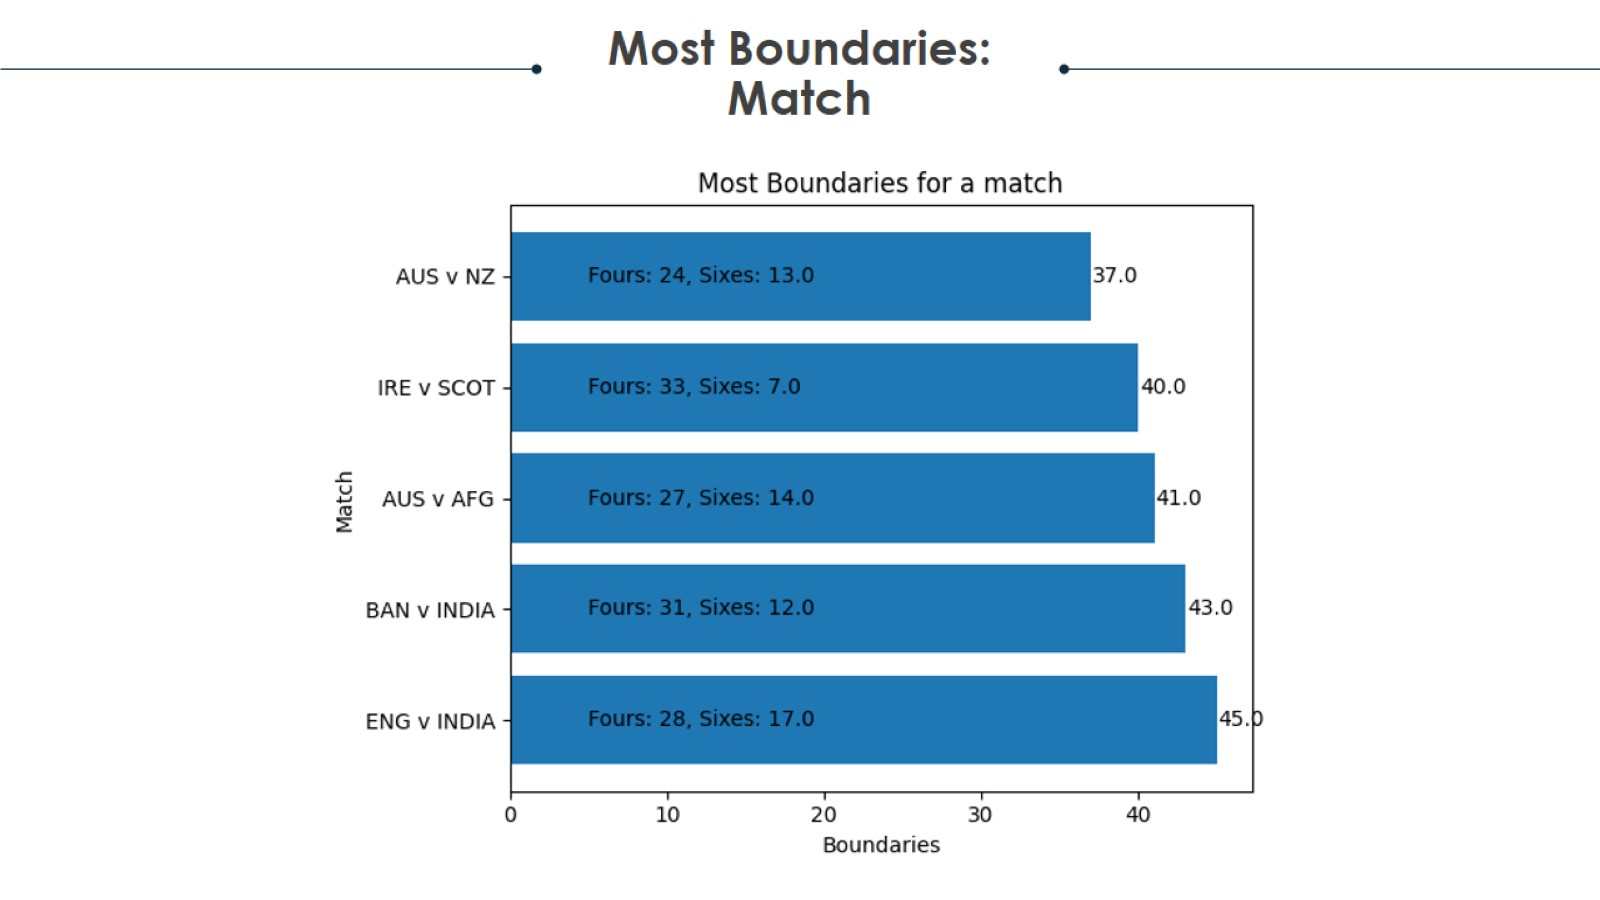 Most Boundaries:
Match
Most Boundaries for a match
AUS v NZ
Fours: 24, Sixes: 13.0
37.0
IRE v SCOT
Fours: 33, Sixes: 7.0
40.0
Match
AUS v AFG
Fours: 27, Sixes: 14.0
41.0
BAN v INDIA
Fours: 31, Sixes: 12.0
43.0
ENG v INDIA
Fours: 28, Sixes: 17.0
45.0
0 10 20 30 40
Boundaries